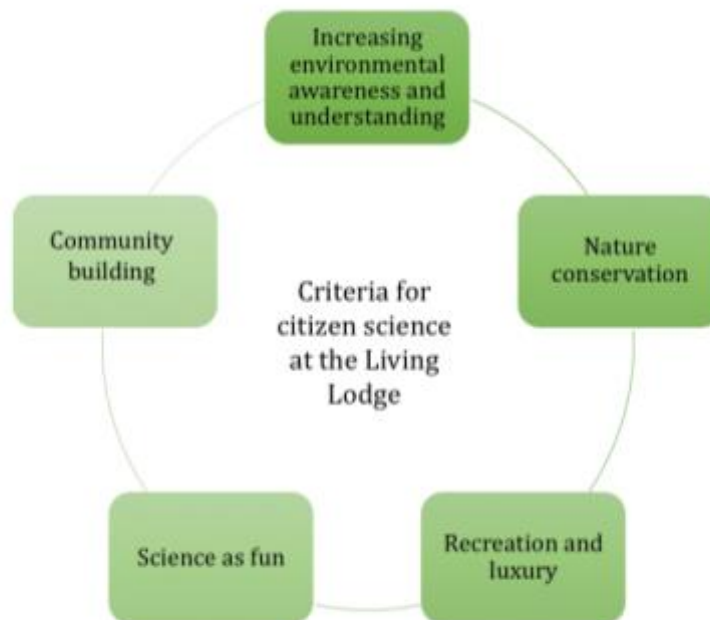 Increasing
environmental
awareness and
understanding
Nature
conservation
Recreation and
luxury
Science as fun
Community
building
Criteria for
citizen science
at the Living
Lodge